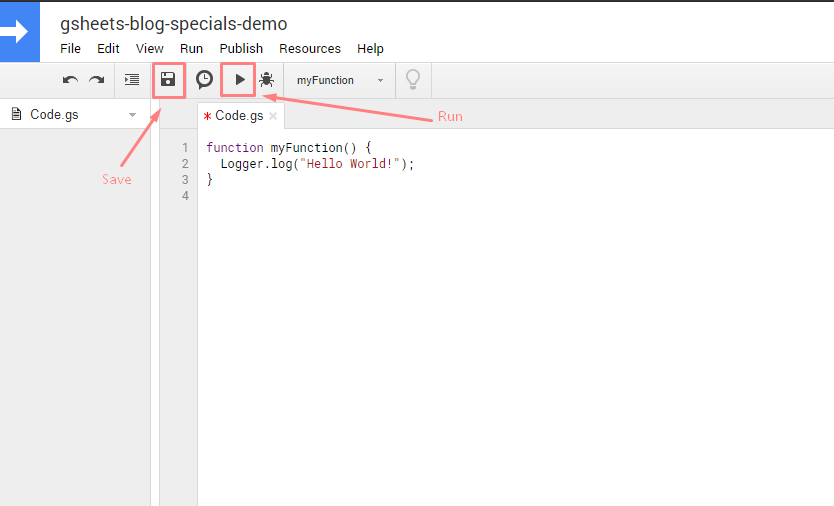 gsheets-blog-specials-demo
File Edit View Run Publish Resources Help
myFunction
Code.gs
* Code.gs ×
Run
1 function myFunction() {
2 Logger.log("Hello World!");
3 }
4
Save